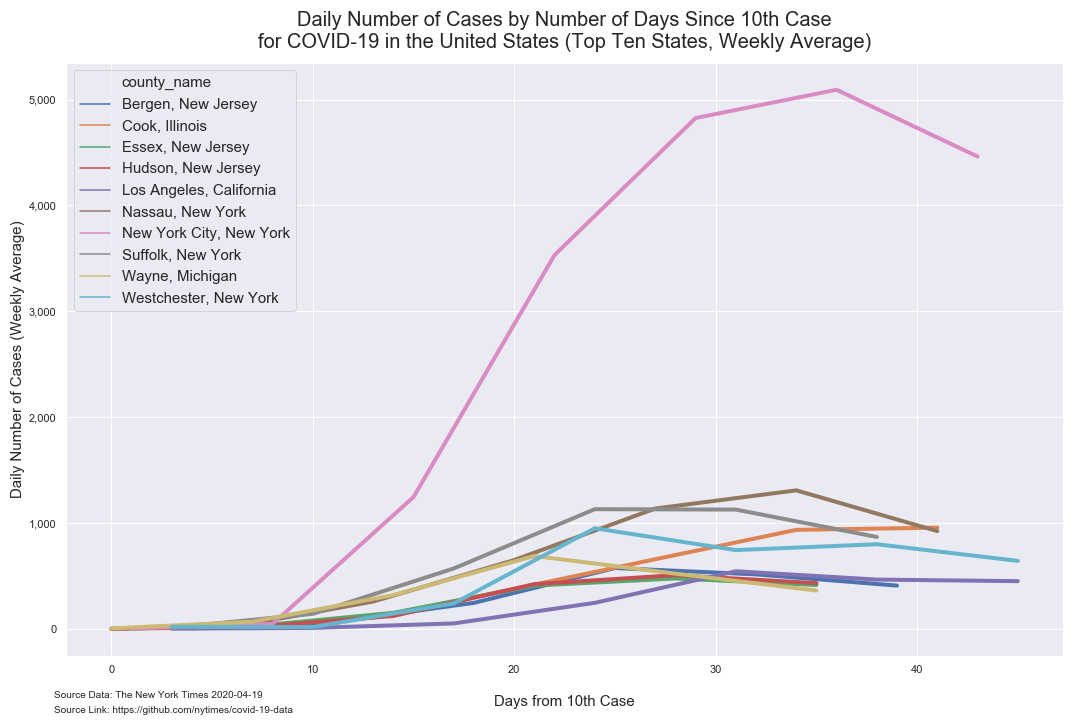 Daily Number of Cases by Number of Days Since 10th Case
for COVID-19 in the United States (Top Ten States, Weekly Average)
county_name
Bergen, New Jersey
Cook, Illinois
Essex, New Jersey
Hudson, New Jersey
Los Angeles, California
Nassau, New York
New York City, New York
Suffolk, New York
Wayne, Michigan
Westchester, New York
Daily Number of Cases (Weekly Average)
5,000
4,000
3,000
2,000
1,000
0
0 10 20 30 40
Days from 10th Case
Source Data: The New York Times 2020-04-19
Source Link: https://github.com/nytimes/covid-19-data